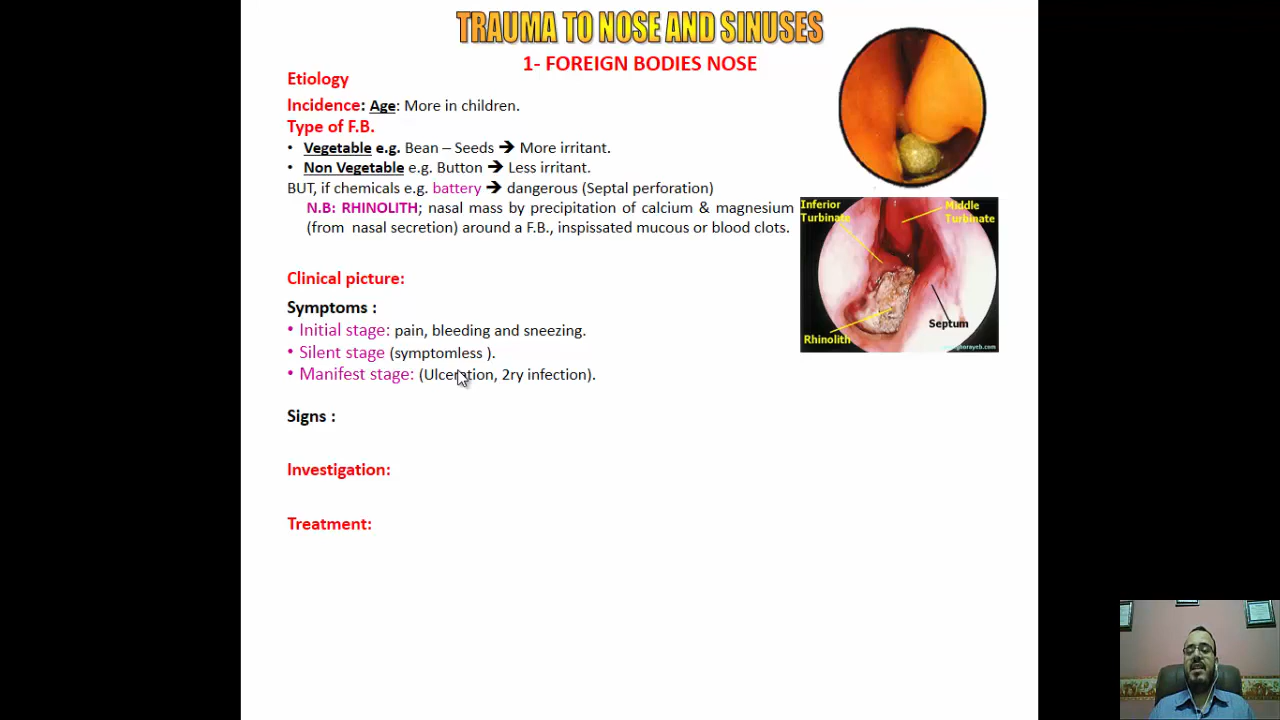 TRAUMA TO NOSE AND SINUSES
1- FOREIGN BODIES NOSE
Etiology
Incidence: Age: More in children.
Type of F.B.
• Vegetable e.g. Bean – Seeds ➔ More irritant.
• Non Vegetable e.g. Button ➔ Less irritant.
BUT, if chemicals e.g. battery ➔ dangerous (Septal perforation)
N.B: RHINOLITH; nasal mass by precipitation of calcium & magnesium
(from nasal secretion) around a F.B., inspissated mucous or blood clots.
Clinical picture:
Symptoms :
• Initial stage: pain, bleeding and sneezing.
• Silent stage (symptomless ).
• Manifest stage: (Ulceration, 2ry infection).
Signs :
Investigation:
Treatment:
Inferior
Turbinate
Middle
Turbinate
Septum
Rhinolith